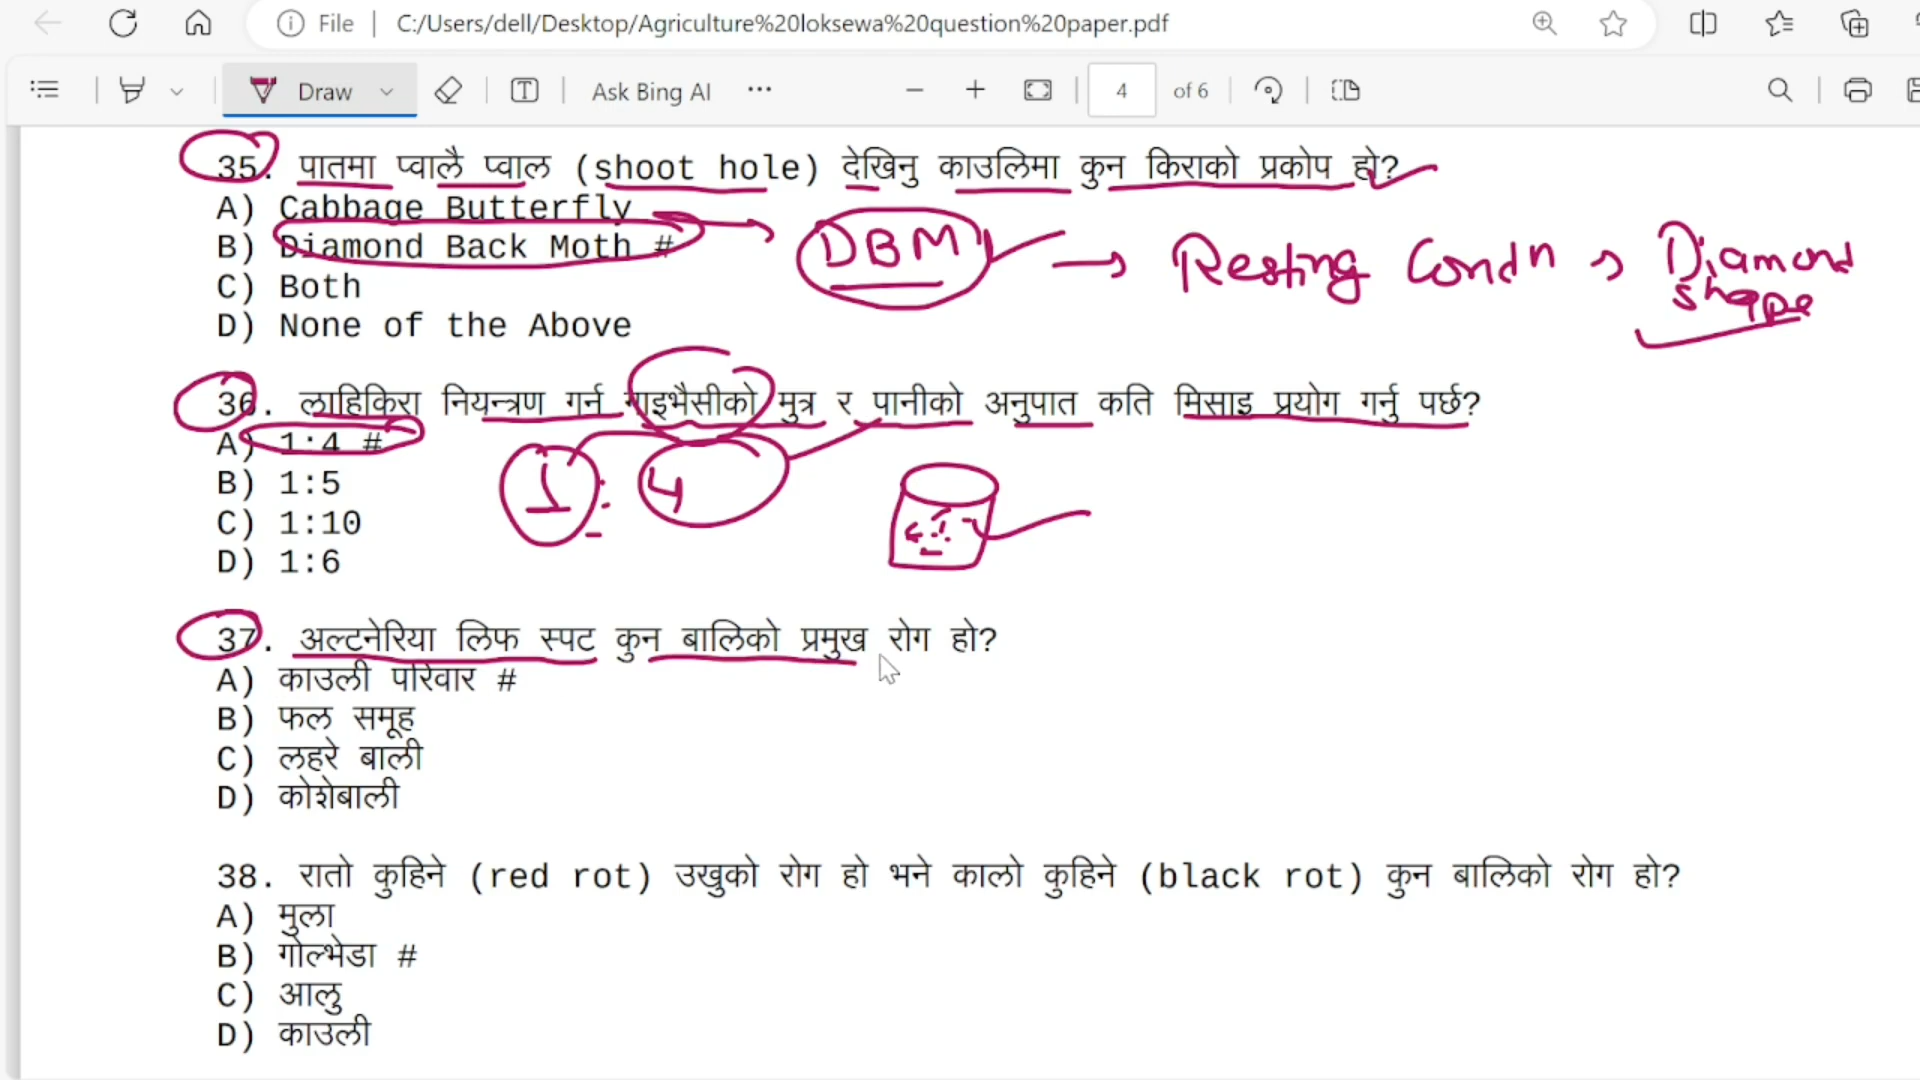 File | C:/Users/dell/Desktop/Agriculture%20loksewa%20question%20paper.pdf
Draw Ask Bing AI 4 of 6
35. पातमा प्वालै प्वाल (shoot hole) देखिनु काउलिमा कुन किराको प्रकोप हो?
A) Cabbage Butterfly
B) Diamond Back Moth #
DBM → Resting Condn → Diamond shape
C) Both
D) None of the Above
36. लाहिकिरा नियन्त्रण गर्न गाइभैसीको मुत्र र पानीको अनुपात कति मिसाइ प्रयोग गर्नु पर्छ?
A) 1:4 #
B) 1:5
1 : 4
C) 1:10
D) 1:6
37. अल्टनेरिया लिफ स्पट कुन बालिको प्रमुख रोग हो?
A) काउली परिवार #
B) फल समूह
C) लहरे बाली
D) कोशेबाली
38. रातो कुहिने (red rot) उखुको रोग हो भने कालो कुहिने (black rot) कुन बालिको रोग हो?
A) मुला
B) गोल्भेडा #
C) आलु
D) काउली